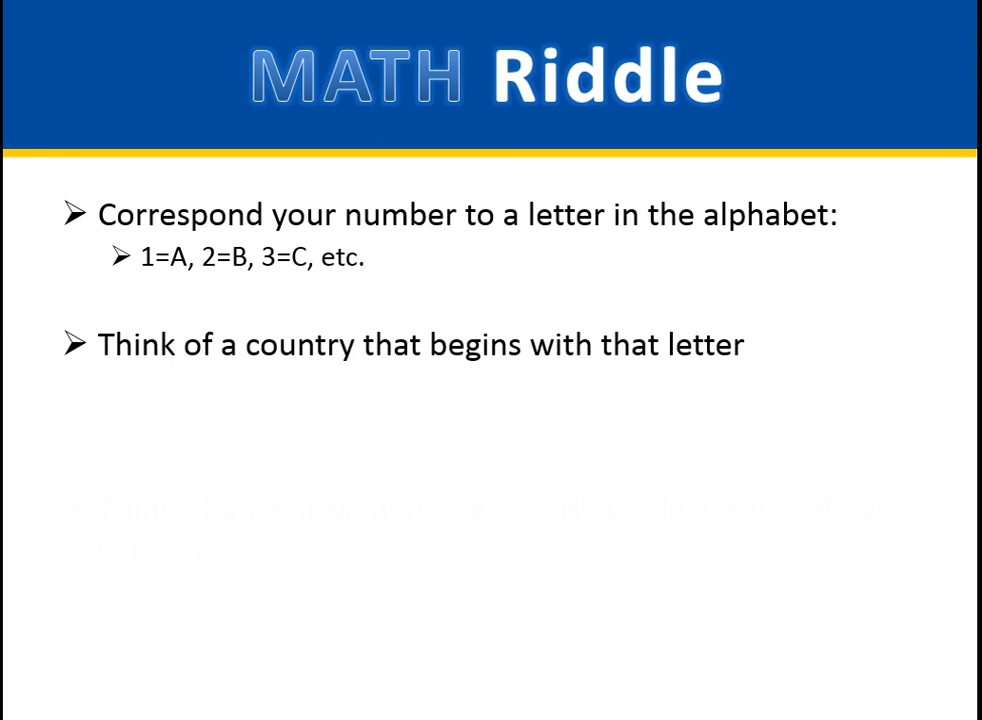 MATH Riddle
➢ Correspond your number to a letter in the alphabet:
➢ 1=A, 2=B, 3=C, etc.
➢ Think of a country that begins with that letter